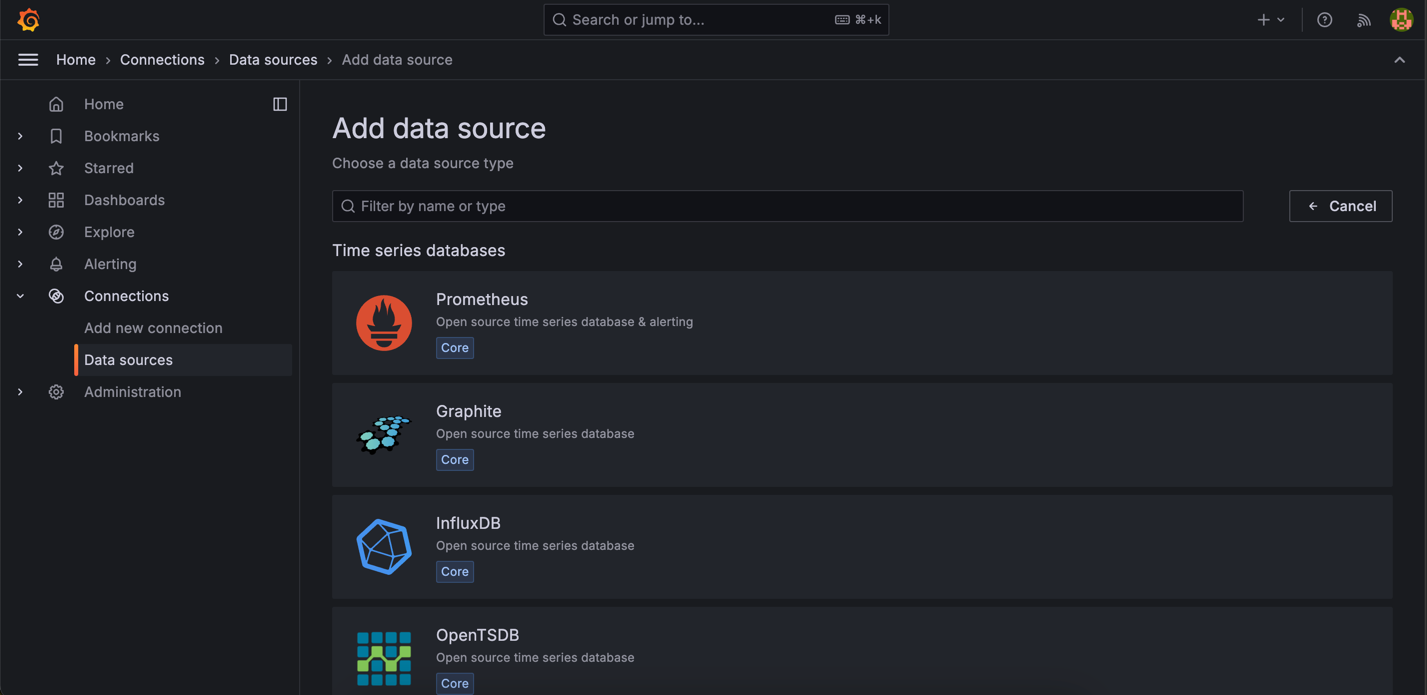 Search or jump to... ⌘+k
Home › Connections › Data sources › Add data source
Home
Bookmarks
Starred
Dashboards
Explore
Alerting
Connections
Add new connection
Data sources
Administration
Add data source
Choose a data source type
Filter by name or type
Cancel
Time series databases
Prometheus
Open source time series database & alerting
Core
Graphite
Open source time series database
Core
InfluxDB
Open source time series database
Core
OpenTSDB
Open source time series database
Core